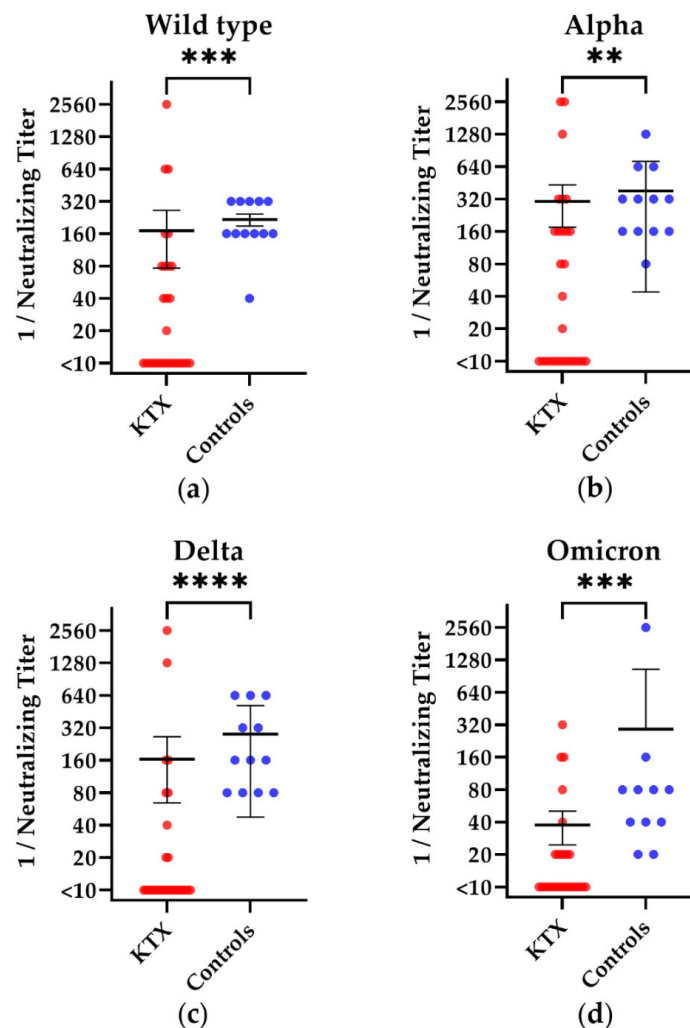 Wild type
***
1 / Neutralizing Titer
2560
1280
640
320
160
80
40
20
<10
KTX
Controls
(a)
Alpha
**
1 / Neutralizing Titer
2560
1280
640
320
160
80
40
20
<10
KTX
Controls
(b)
Delta
****
1 / Neutralizing Titer
2560
1280
640
320
160
80
40
20
<10
KTX
Controls
(c)
Omicron
***
1 / Neutralizing Titer
2560
1280
640
320
160
80
40
20
<10
KTX
Controls
(d)